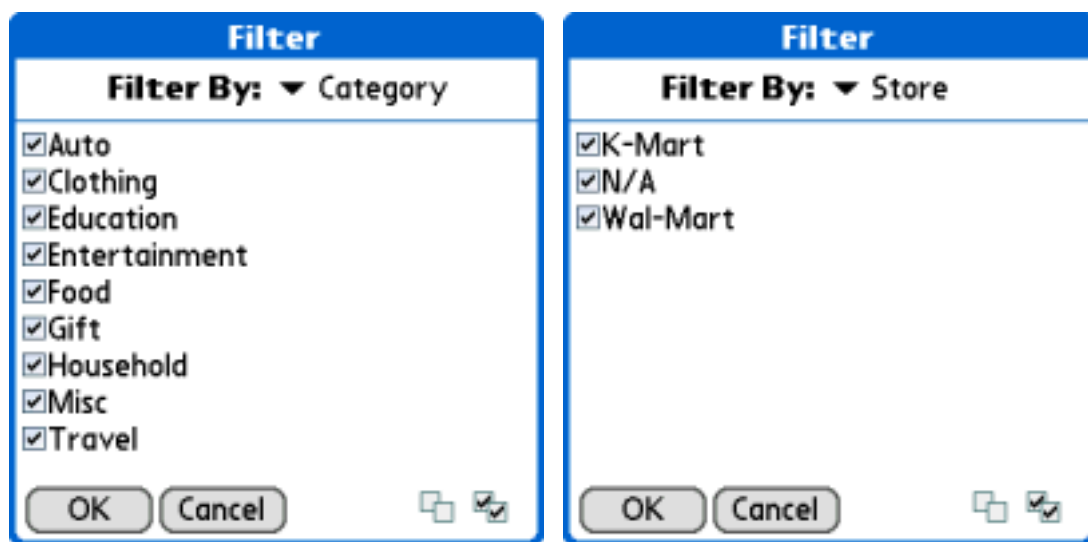 Filter
Filter By: Category
Auto
Clothing
Education
Entertainment
Food
Gift
Household
Misc
Travel
OK Cancel
Filter
Filter By: Store
K-Mart
N/A
Wal-Mart
OK Cancel